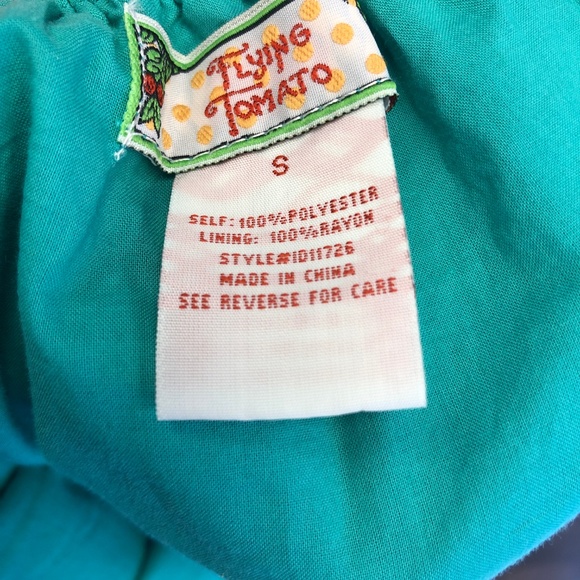 FLYING
TOMATO
S
SELF: 100%POLYESTER
LINING: 100%RAYON
STYLE#ID11726
MADE IN CHINA
SEE REVERSE FOR CARE